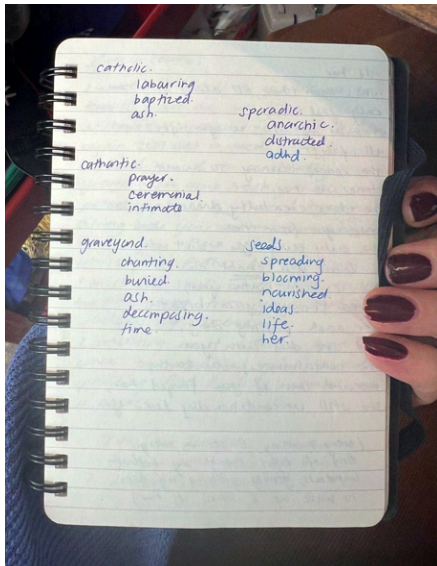 catholic.
labouring
baptized.
ash.
cathartic.
prayer.
ceremonial.
intimate
graveyard.
chanting.
buried.
ash.
decomposing.
time.
sporadic.
anarchic.
distracted.
adhd.
seeds.
spreading
blooming.
nourished.
ideas.
life.
her.